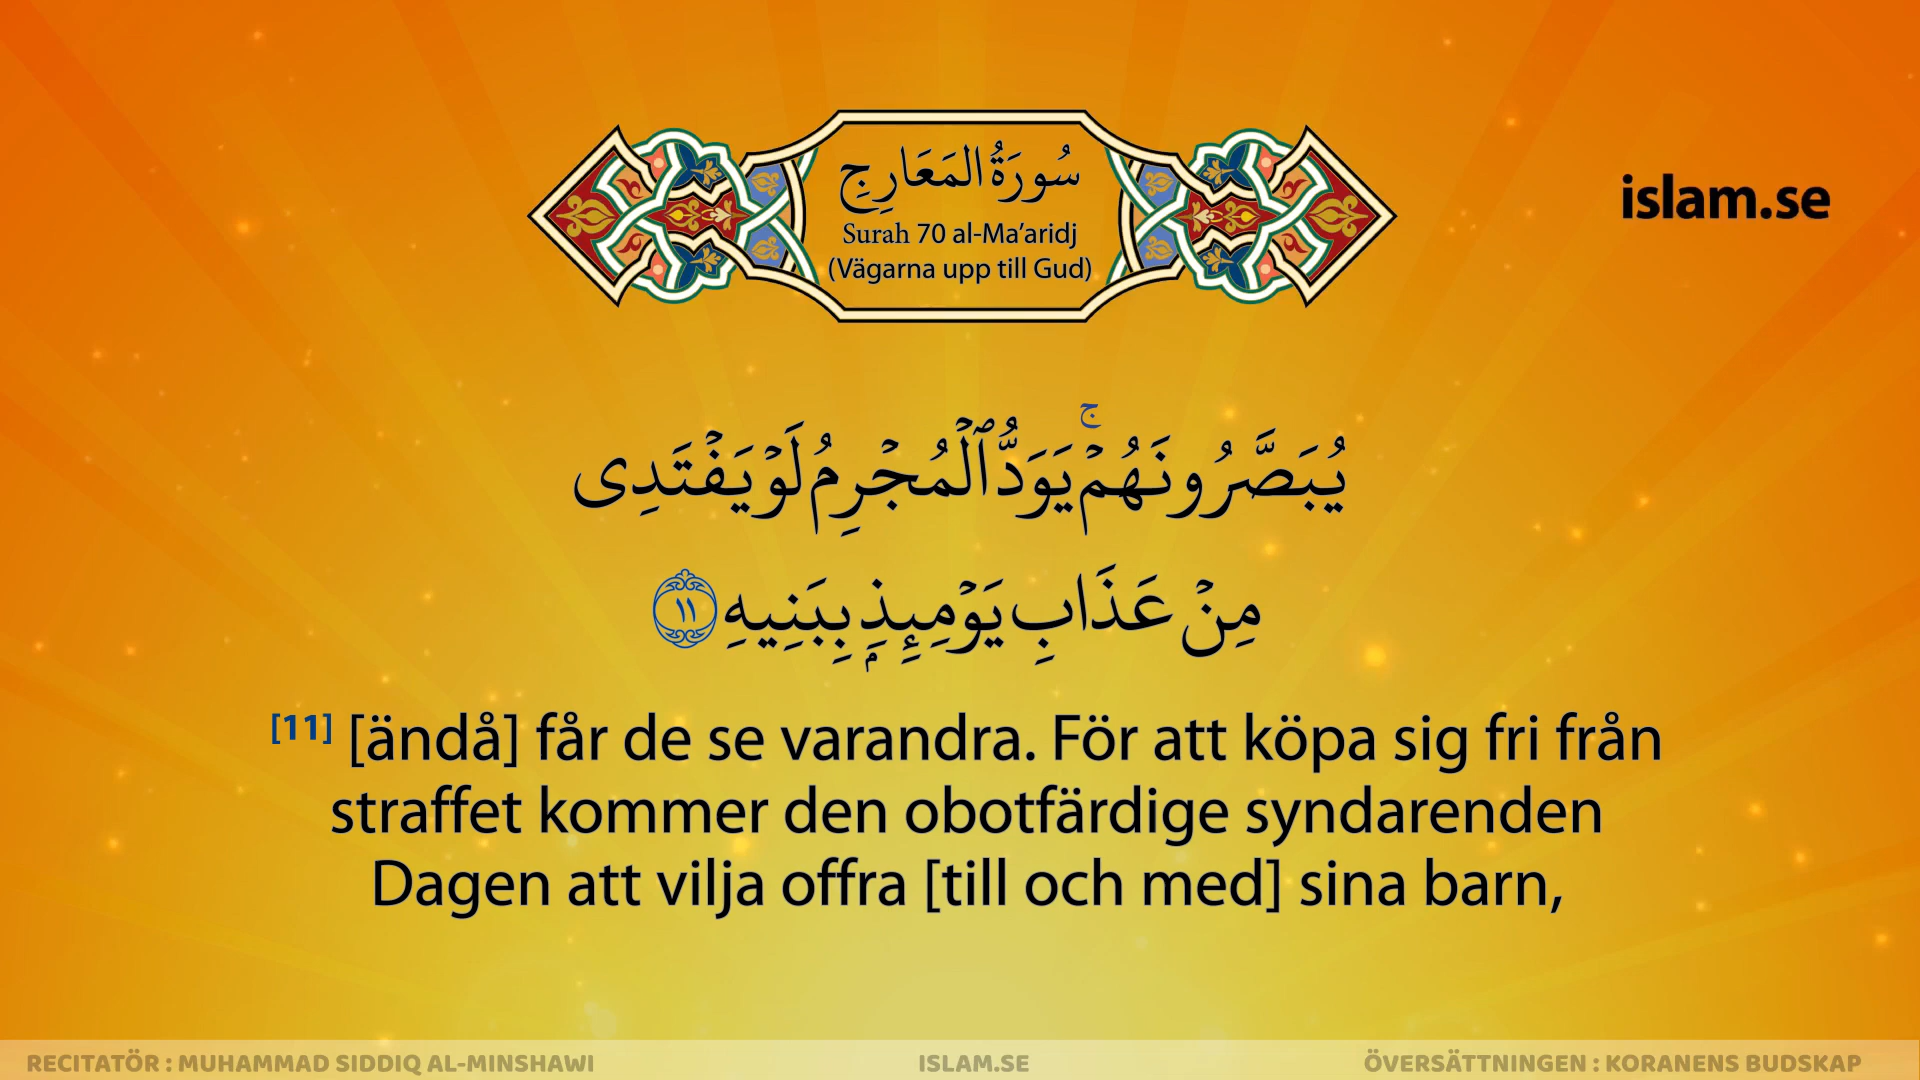 سُورَةُ المَعَارِجِ
Surah 70 al-Ma’aridj
(Vägarna upp till Gud)
islam.se
يُبَصَّرُونَهُمۡۚ يَوَدُّ ٱلۡمُجۡرِمُ لَوۡ يَفۡتَدِى
مِنۡ عَذَابِ يَوۡمِئِذِۭ بِبَنِيهِ ١١
[11] [ändå] får de se varandra. För att köpa sig fri från
straffet kommer den obotfärdige syndarenden
Dagen att vilja offra [till och med] sina barn,
RECITATÖR : MUHAMMAD SIDDIQ AL-MINSHAWI
ISLAM.SE
ÖVERSÄTTNINGEN : KORANENS BUDSKAP